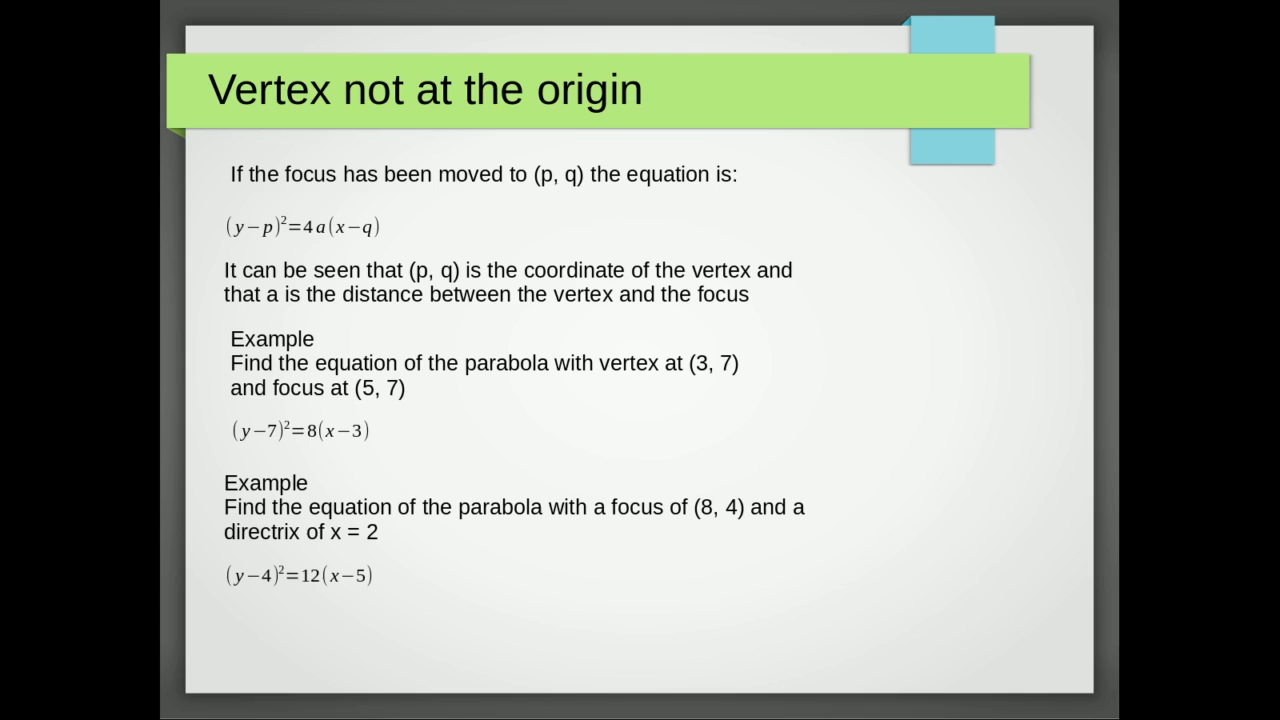 Vertex not at the origin
If the focus has been moved to (p, q) the equation is:
(y−p)²=4a(x−q)
It can be seen that (p, q) is the coordinate of the vertex and
that a is the distance between the vertex and the focus
Example
Find the equation of the parabola with vertex at (3, 7)
and focus at (5, 7)
(y−7)²=8(x−3)
Example
Find the equation of the parabola with a focus of (8, 4) and a
directrix of x = 2
(y−4)²=12(x−5)